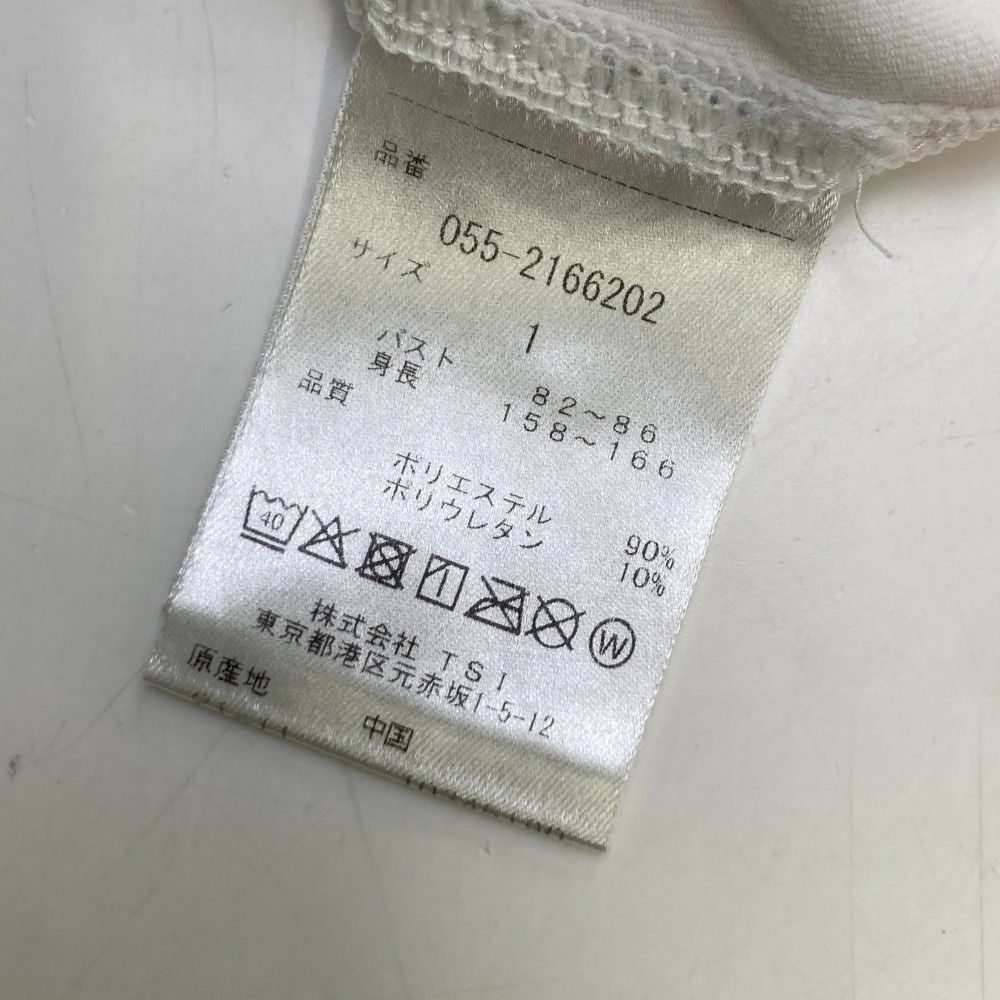 品番
055-2166202
サイズ
1
バスト 82～86
身長 158～166
品質
ポリエステル 90%
ポリウレタン 10%
40
W
株式会社 TSI
東京都港区元赤坂1-5-12
原産地
中国